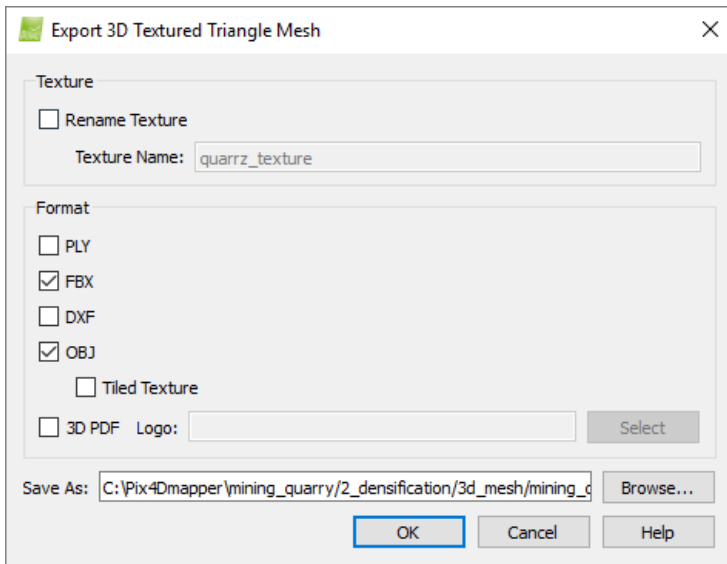 Export 3D Textured Triangle Mesh
Texture
Rename Texture
Texture Name: quarrz_texture
Format
PLY
FBX
DXF
OBJ
Tiled Texture
3D PDF Logo: Select
Save As: C:\Pix4Dmapper\mining_quarry/2_densification/3d_mesh/mining_q Browse...
OK Cancel Help